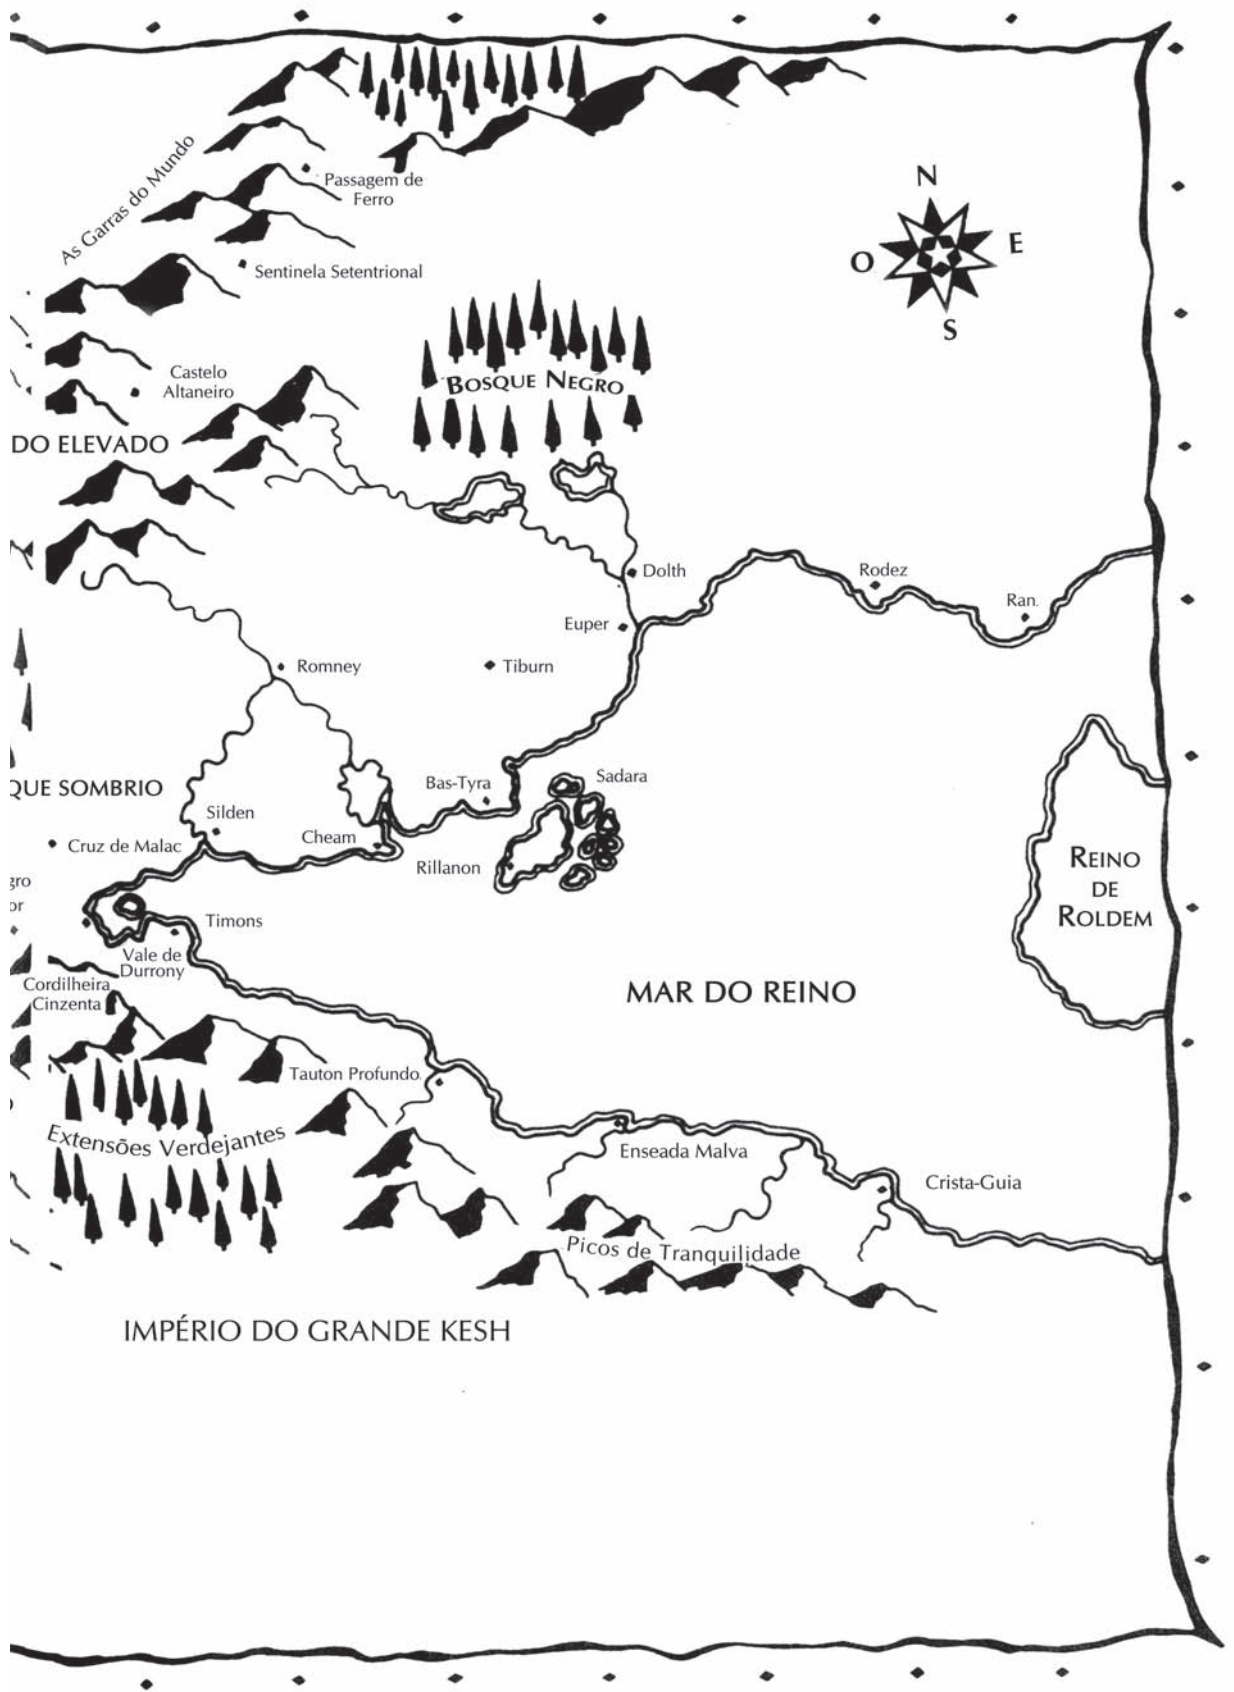 As Garras do Mundo
Passagem de
Ferro
N
O
E
S
Sentinela Setentrional
Castelo
Altaneiro
BOSQUE NEGRO
DO ELEVADO
Dolth
Rodez
Ran
Euper
Romney
Tiburn
QUE SOMBRIO
Bas-Tyra
Sadara
Silden
Cheam
Cruz de Malac
Rillanon
REINO
DE
ROLDEM
gro
or
Timons
Vale de
Durrony
Cordilheira
Cinzenta
MAR DO REINO
Tauton Profundo
Extensões Verdejantes
Enseada Malva
Crista-Guia
Picos de Tranquilidade
IMPÉRIO DO GRANDE KESH